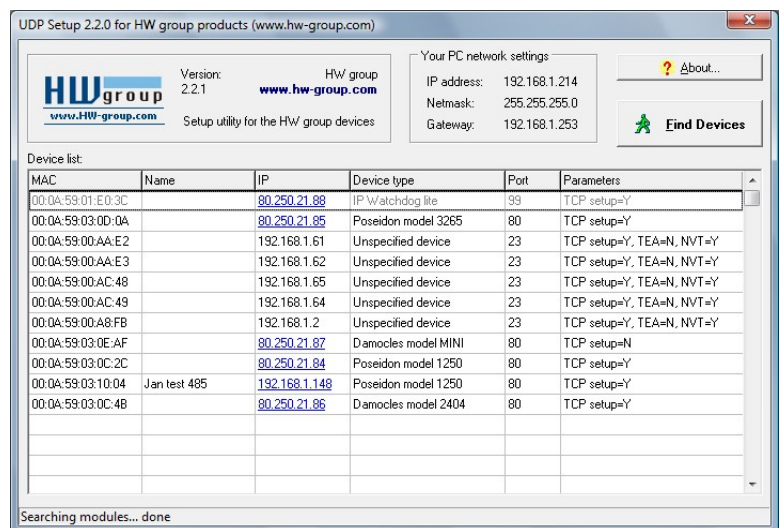 UDP Setup 2.2.0 for HW group products (www.hw-group.com)
HW group
www.HW-group.com
Version: HW group
2.2.1 www.hw-group.com
Setup utility for the HW group devices
Your PC network settings
IP address: 192.168.1.214
Netmask: 255.255.255.0
Gateway: 192.168.1.253
? About...
Find Devices
Device list:
MAC Name IP Device type Port Parameters
00:0A:59:01:E0:3C 80.250.21.88 IP Watchdog lite 99 TCP setup=Y
00:0A:59:03:0D:0A 80.250.21.85 Poseidon model 3265 80 TCP setup=Y
00:0A:59:00:AA:E2 192.168.1.61 Unspecified device 23 TCP setup=Y, TEA=N, NVT=Y
00:0A:59:00:AA:E3 192.168.1.62 Unspecified device 23 TCP setup=Y, TEA=N, NVT=Y
00:0A:59:00:AC:48 192.168.1.65 Unspecified device 23 TCP setup=Y, TEA=N, NVT=Y
00:0A:59:00:AC:49 192.168.1.64 Unspecified device 23 TCP setup=Y, TEA=N, NVT=Y
00:0A:59:00:A8:FB 192.168.1.2 Unspecified device 23 TCP setup=Y, TEA=N, NVT=Y
00:0A:59:03:0E:AF 80.250.21.87 Damocles model MINI 80 TCP setup=N
00:0A:59:03:0C:2C 80.250.21.84 Poseidon model 1250 80 TCP setup=Y
00:0A:59:03:10:04 Jan test 485 192.168.1.148 Poseidon model 1250 80 TCP setup=Y
00:0A:59:03:0C:4B 80.250.21.86 Damocles model 2404 80 TCP setup=Y
Searching modules... done